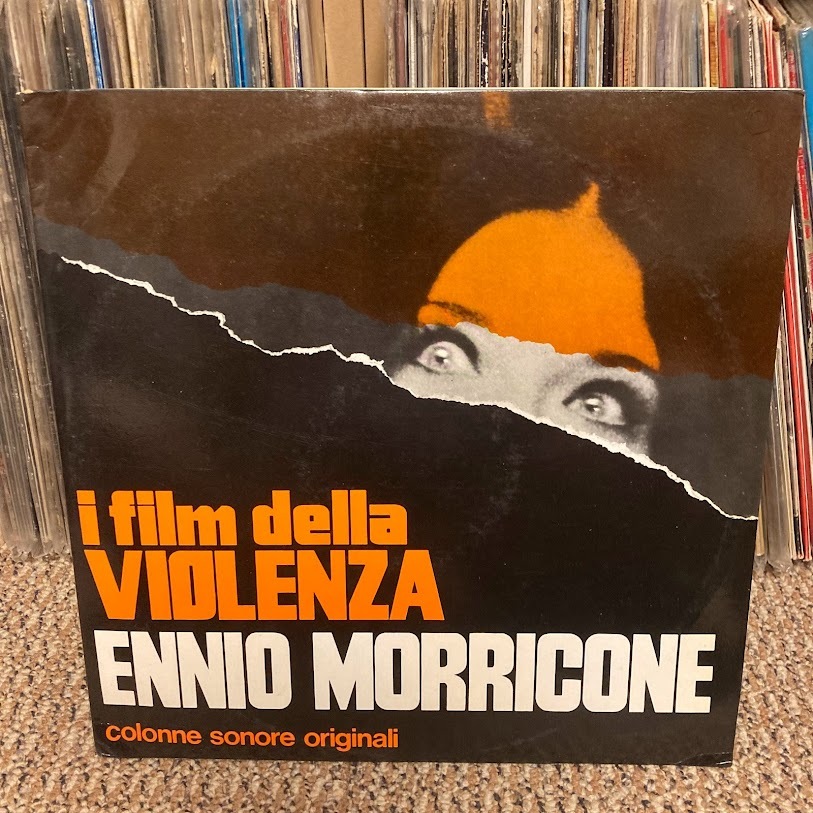 i film della
VIOLENZA
ENNIO MORRICONE
colonne sonore originali